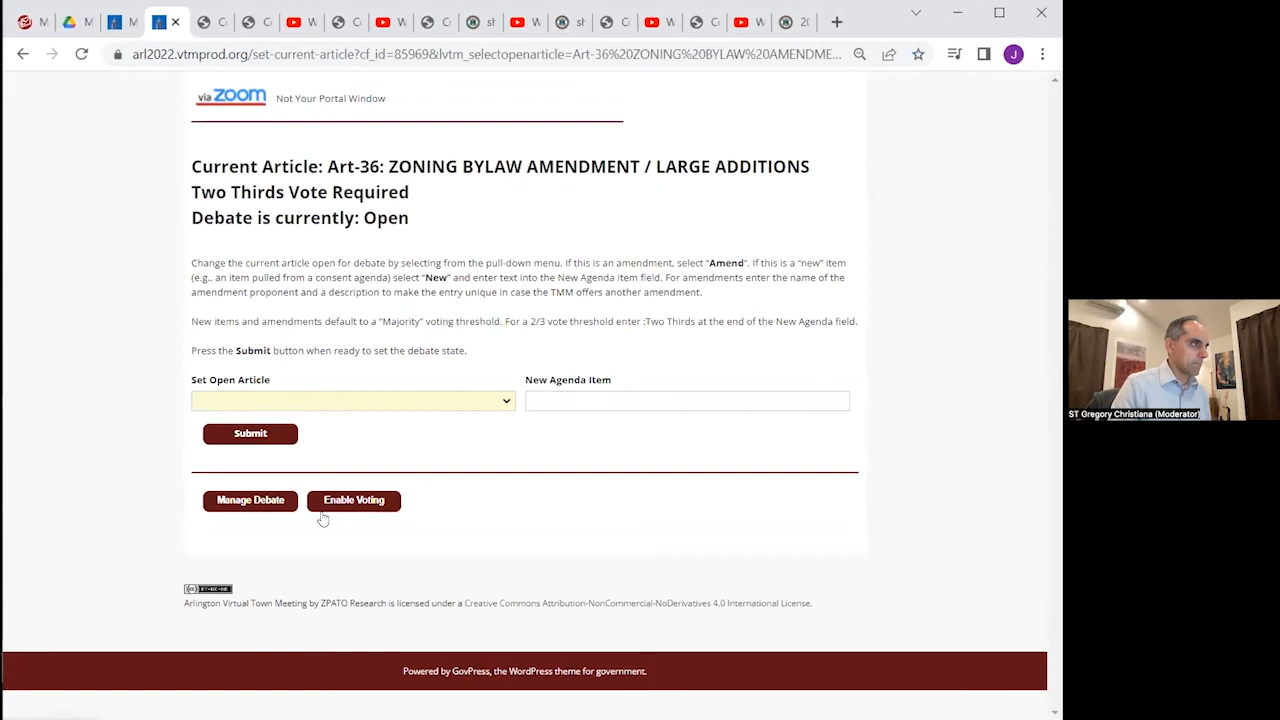 M
M
M
C
C
W
C
W
C
st
W
st
C
W
C
W
20
arl2022.vtmprod.org/set-current-article?cf_id=85969&lvtm_selectopenarticle=Art-36%20ZONING%20BYLAW%20AMENDME...
J
via ZOOM Not Your Portal Window
Current Article: Art-36: ZONING BYLAW AMENDMENT / LARGE ADDITIONS
Two Thirds Vote Required
Debate is currently: Open
Change the current article open for debate by selecting from the pull-down menu. If this is an amendment, select "Amend". If this is a "new" item
(e.g., an item pulled from a consent agenda) select "New" and enter text into the New Agenda Item field. For amendments enter the name of the
amendment proponent and a description to make the entry unique in case the TMM offers another amendment.
New items and amendments default to a "Majority" voting threshold. For a 2/3 vote threshold enter :Two Thirds at the end of the New Agenda field.
Press the Submit button when ready to set the debate state.
Set Open Article New Agenda Item
Submit
Manage Debate Enable Voting
ST Gregory Christiana (Moderator)
Arlington Virtual Town Meeting by ZPATO Research is licensed under a Creative Commons Attribution-NonCommercial-NoDerivatives 4.0 International License.
Powered by GovPress, the WordPress theme for government.